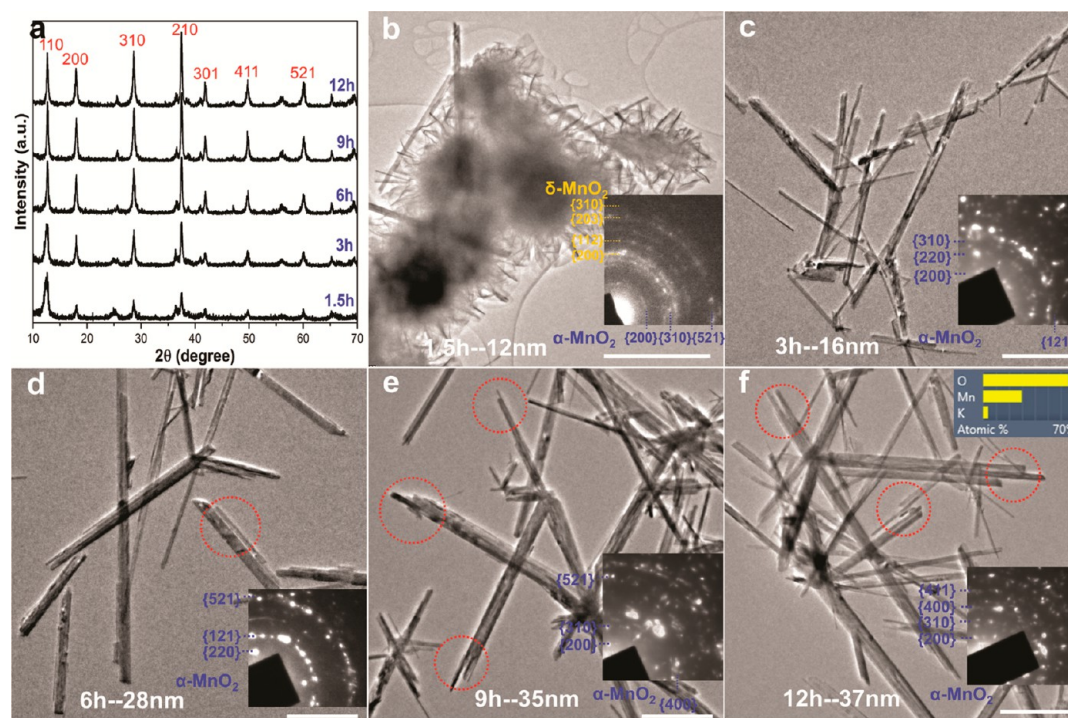 a
110
200
310
210
301
411
521
12h
9h
6h
3h
1.5h
Intensity (a.u.)
10 20 30 40 50 60 70
2θ (degree)
b
δ-MnO2
{310}
{200}
α-MnO2 {200}{310}{521}
1.5h--12nm
c
{310}
{220}
{200}
α-MnO2
{121}
3h--16nm
d
{521}
{121}
{220}
α-MnO2
6h--28nm
e
{521}
{310}
{200}
α-MnO2
{400}
9h--35nm
f
O
Mn
K
Atomic % 70%
{411}
{400}
{310}
{200}
α-MnO2
12h--37nm